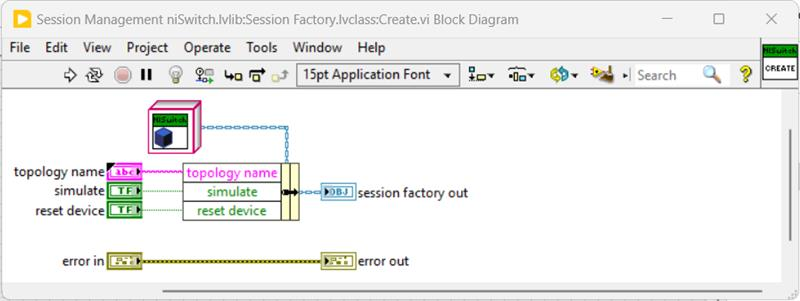 Session Management niSwitch.lvlib:Session Factory.lvclass:Create.vi Block Diagram
File Edit View Project Operate Tools Window Help
15pt Application Font
Search
?
NISwitch
CREATE
NISwitch
topology name
abc
topology name
simulate
TF
simulate
OBJ
session factory out
reset device
TF
reset device
error in
error out